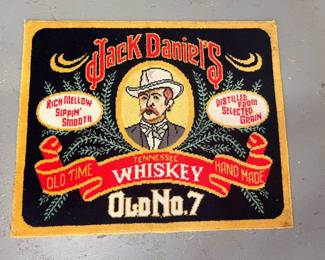 Jack Daniel's
RICH MELLOW
SIPPIN'
SMOOTH
DISTILLED
FROM
SELECTED
GRAIN
OLD TIME
TENNESSEE
WHISKEY
HAND MADE
OLD No. 7